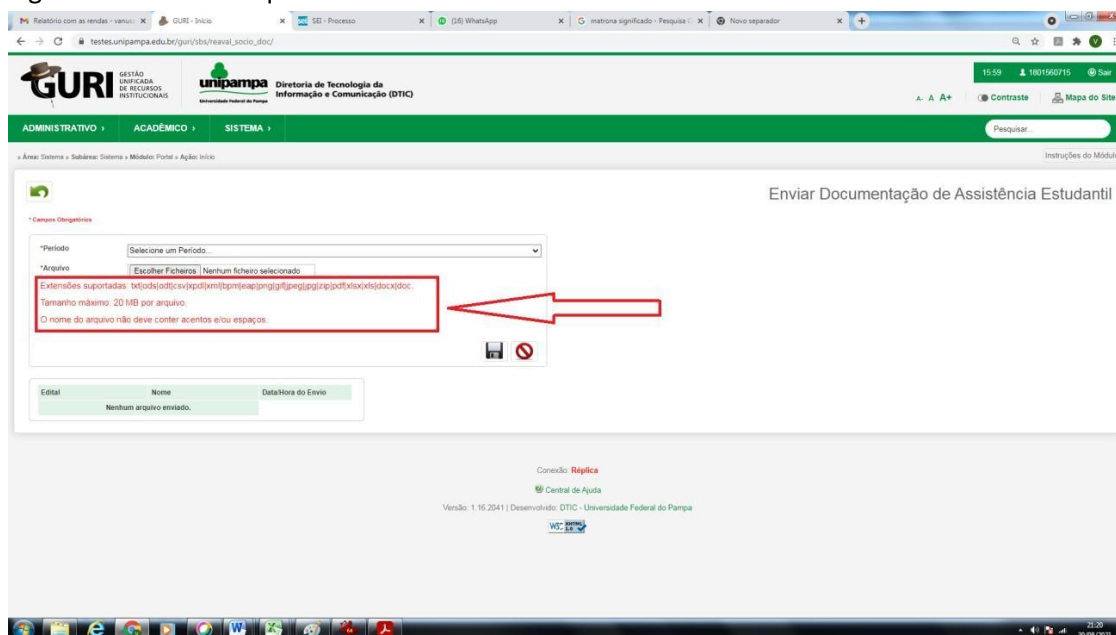 Relatório com as rendas - vanus
GURI - Início
SEI - Processo
(16) WhatsApp
matrona significado - Pesquisa
Novo separador
testes.unipampa.edu.br/guri/sbs/reaval_socio_doc/
GURI
GESTÃO
UNIFICADA
DE RECURSOS
INSTITUCIONAIS
unipampa
Universidade Federal do Pampa
Diretoria de Tecnologia da
Informação e Comunicação (DTIC)
15:59 1801560715 Sair
A- A A+ Contraste Mapa do Site
ADMINISTRATIVO › ACADÊMICO › SISTEMA ›
Pesquisar...
» Área: Sistema » Subárea: Sistema » Módulo: Portal » Ação: Início
Instruções do Módulo
Enviar Documentação de Assistência Estudantil
* Campos Obrigatórios
*Período Selecione um Período...
*Arquivo Escolher Ficheiros Nenhum ficheiro selecionado
Extensões suportadas: txt|ods|odt|csv|xpdl|xml|bpm|eap|png|gif|jpeg|jpg|zip|pdf|xlsx|xls|docx|doc.
Tamanho máximo: 20 MB por arquivo.
O nome do arquivo não deve conter acentos e/ou espaços.
Edital Nome Data/Hora do Envio
Nenhum arquivo enviado.
Conexão: Réplica
Central de Ajuda
Versão: 1.16.2041 | Desenvolvido: DTIC - Universidade Federal do Pampa
W3C XHTML 1.0
21:20